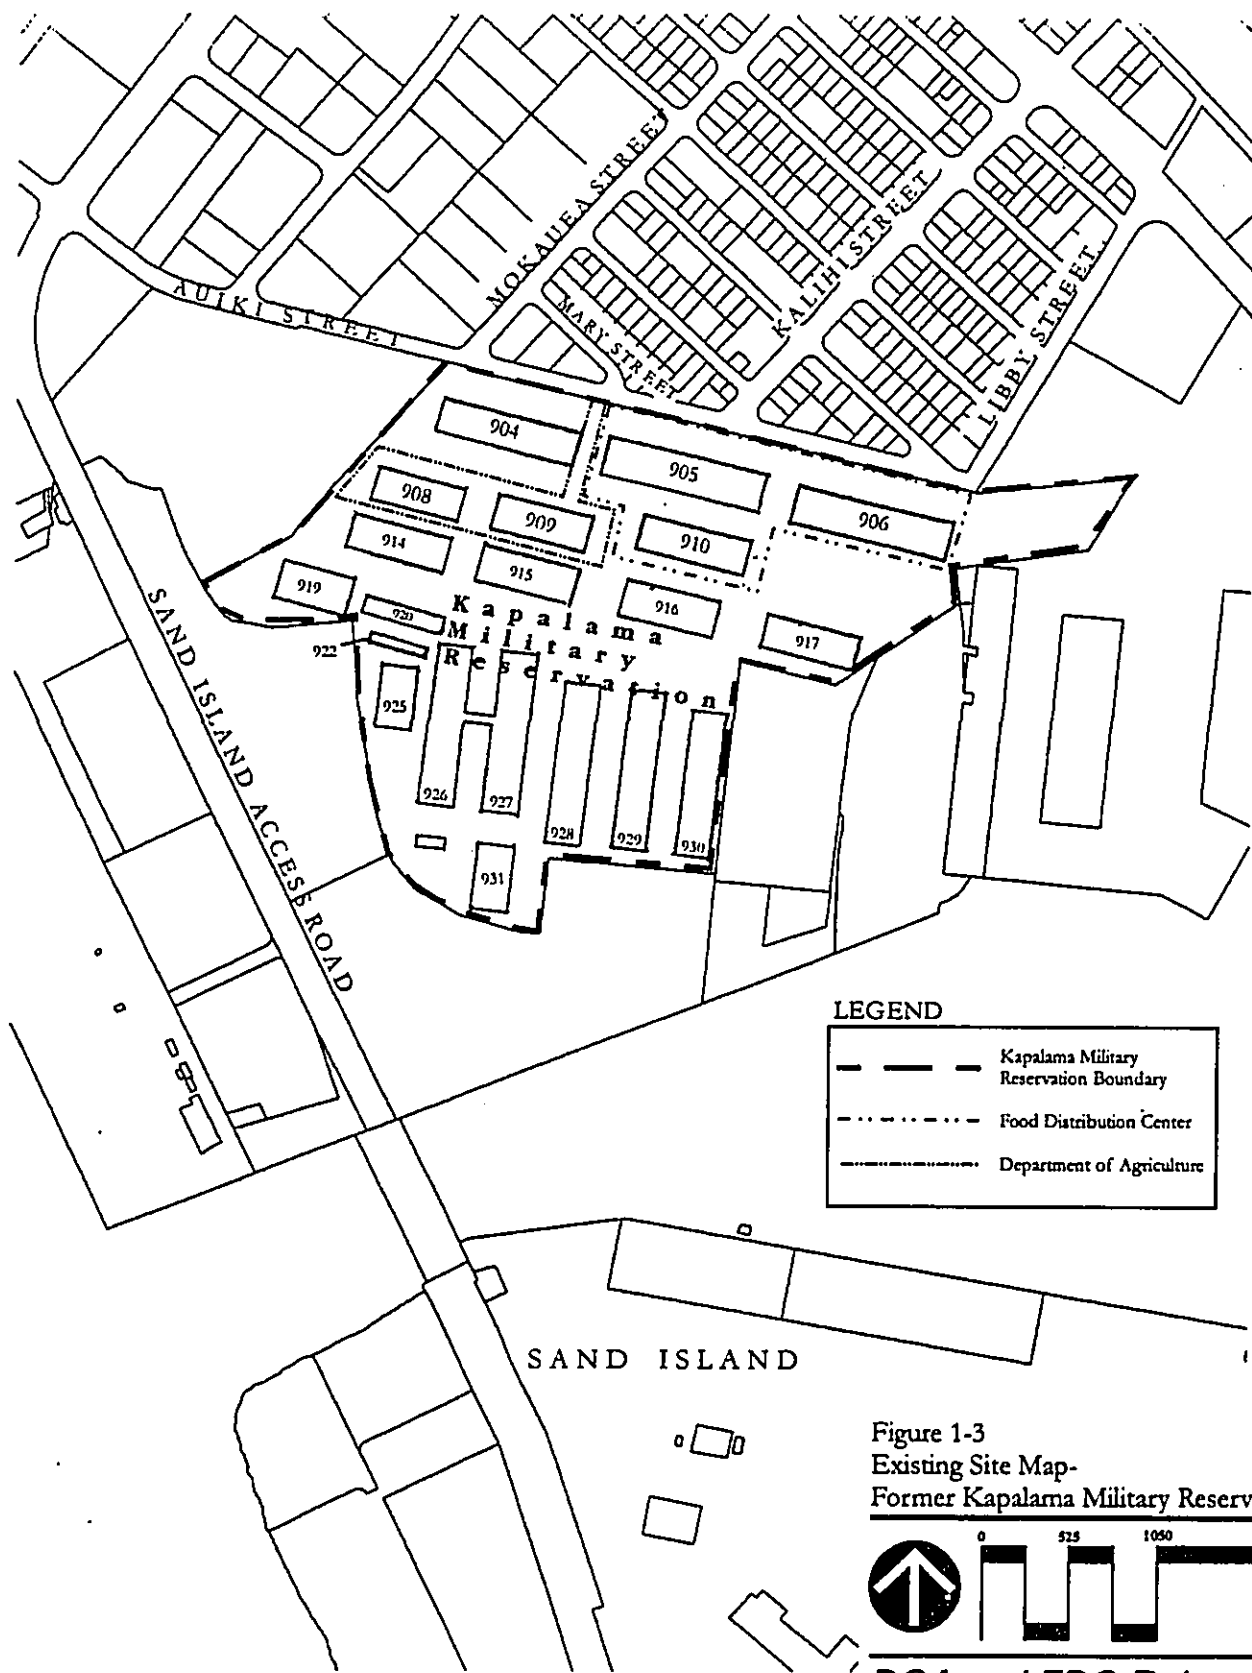 MOKAUEA STREET
KALIHI STREET
AUIKI STREET
MARY STREET
LIBBY STREET
904
905
908
909
906
914
910
915
919
920
916
917
Kapalama
Military
Reservation
922
925
926
927
928
929
930
931
SAND ISLAND ACCESS ROAD
LEGEND
Kapalama Military
Reservation Boundary
Food Distribution Center
Department of Agriculture
SAND ISLAND
Figure 1-3
Existing Site Map-
Former Kapalama Military Reserv
0 525 1050